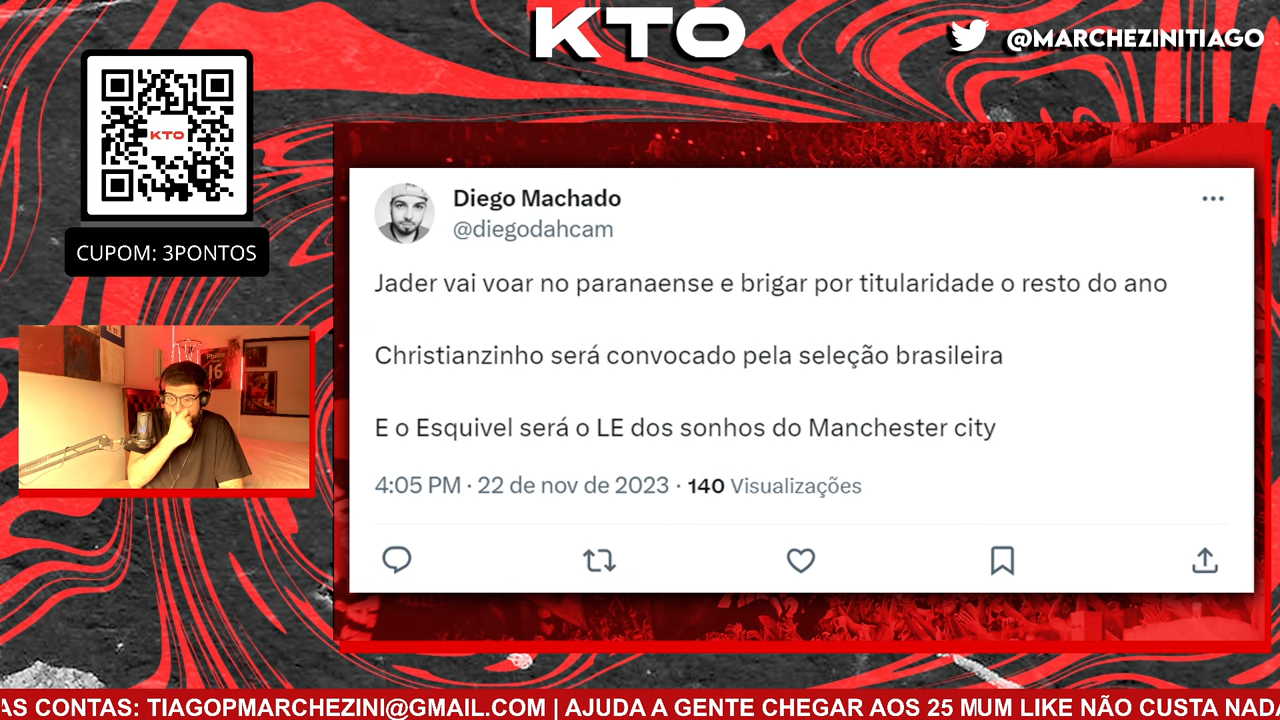 KTO
@MARCHEZINITIAGO
KTO
CUPOM: 3PONTOS
Diego Machado
@diegodahcam
Jader vai voar no paranaense e brigar por titularidade o resto do ano
Christianzinho será convocado pela seleção brasileira
E o Esquivel será o LE dos sonhos do Manchester city
4:05 PM · 22 de nov de 2023 · 140 Visualizações
16
AS CONTAS: TIAGOPMARCHEZINI@GMAIL.COM | AJUDA A GENTE CHEGAR AOS 25 MUM LIKE NÃO CUSTA NADA